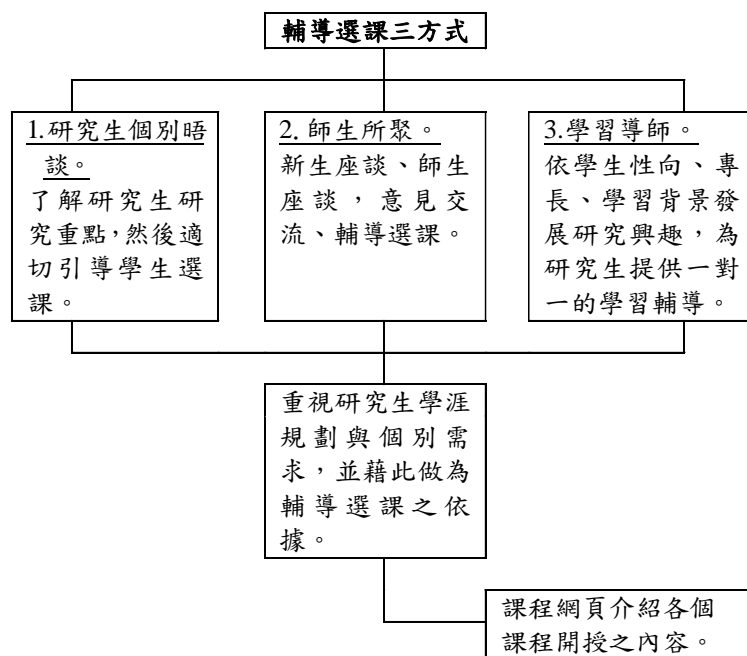 輔導選課三方式
1.研究生個別晤
談。
了解研究生研
究重點,然後適
切引導學生選
課。
2.師生所聚。
新生座談、師生
座談,意見交
流、輔導選課。
3.學習導師。
依學生性向、專
長、學習背景發
展研究興趣,為
研究生提供一對
一的學習輔導。
重視研究生學涯
規劃與個別需
求,並藉此做為
輔導選課之依
據。
課程網頁介紹各個
課程開授之內容。